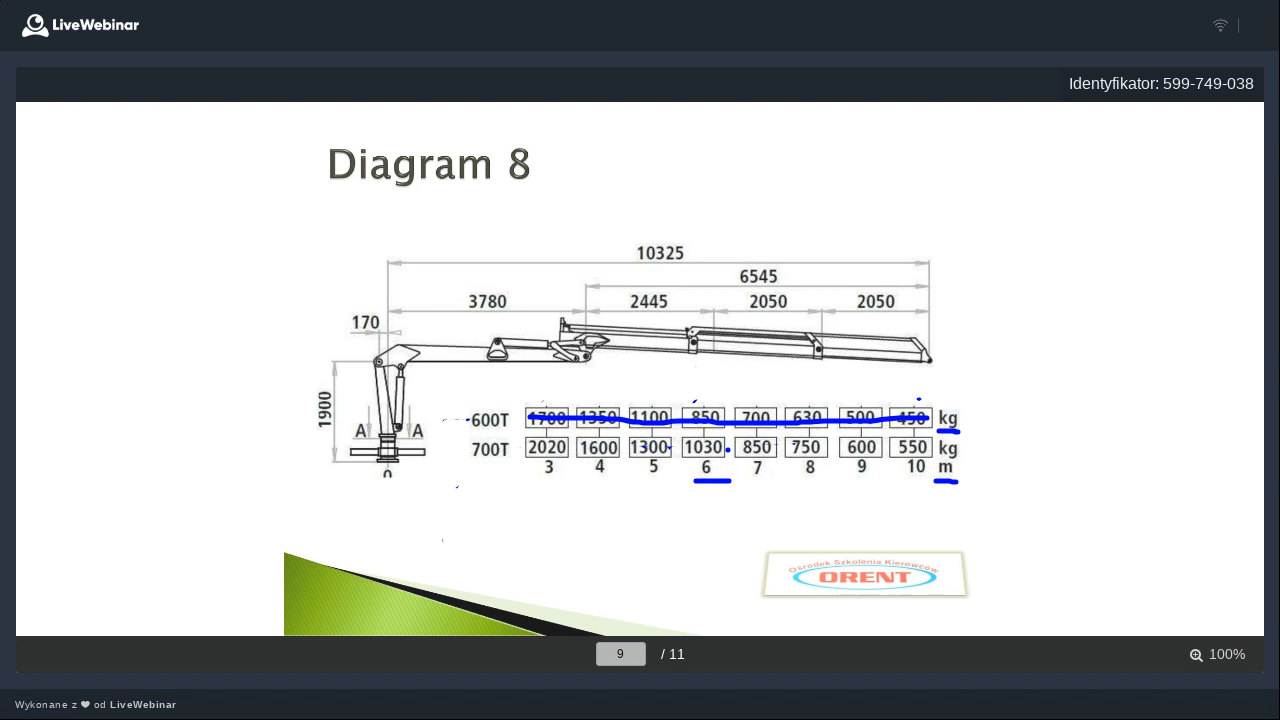 LiveWebinar
Identyfikator: 599-749-038
Diagram 8
10325
6545
3780 2445 2050 2050
170
1900
A A
0
600T 1700 1350 1100 850 700 630 500 450 kg
700T 2020 1600 1300 1030 850 750 600 550 kg
3 4 5 6 7 8 9 10 m
Ośrodek Szkolenia Kierowców
ORENT
9 / 11
100%
Wykonane z od LiveWebinar